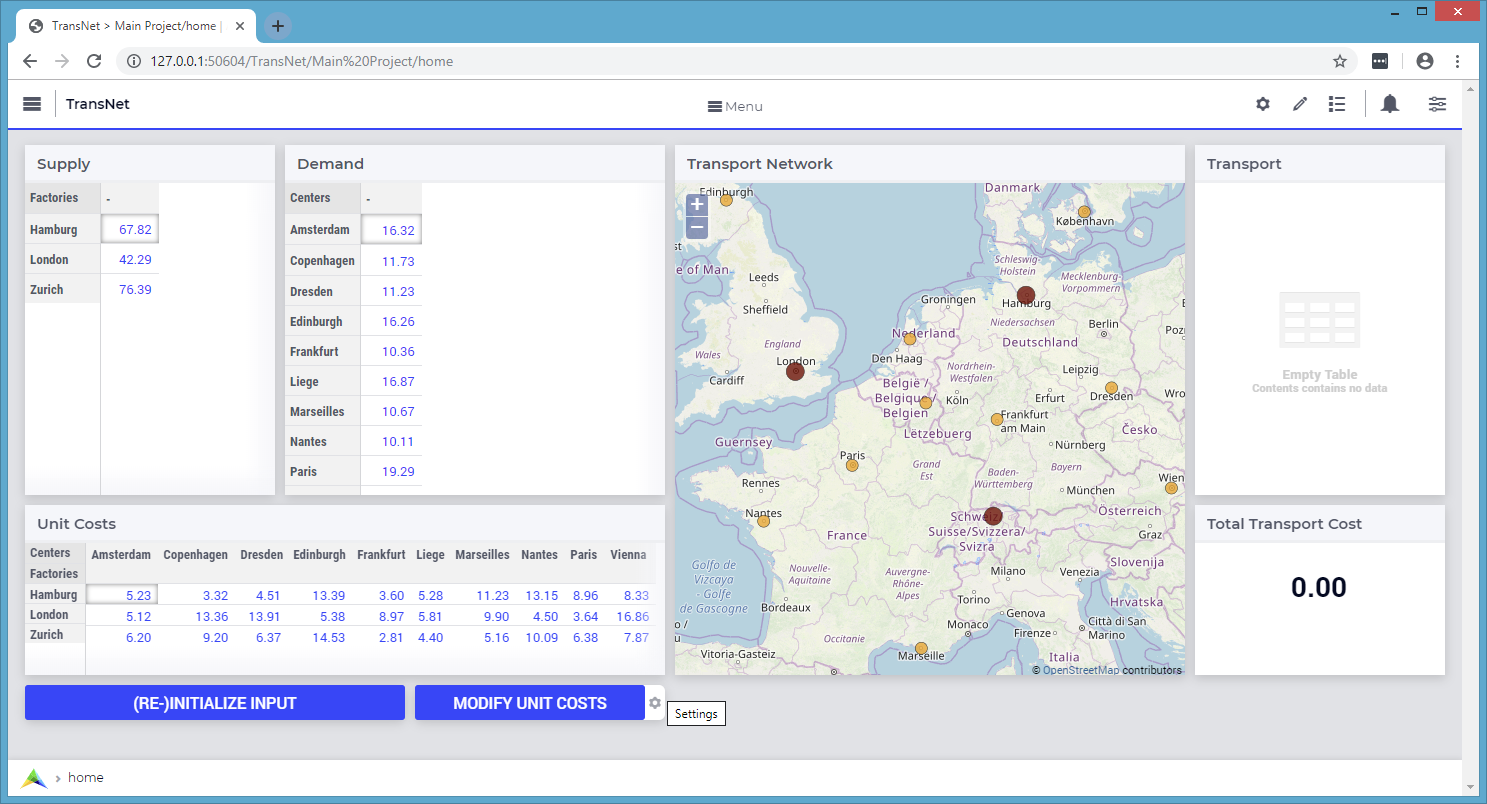 TransNet > Main Project/home |
127.0.0.1:50604/TransNet/Main%20Project/home
TransNet
Menu
Supply
Factories -
Hamburg 67.82
London 42.29
Zurich 76.39
Demand
Centers -
Amsterdam 16.32
Copenhagen 11.73
Dresden 11.23
Edinburgh 16.26
Frankfurt 10.36
Liege 16.87
Marseilles 10.67
Nantes 10.11
Paris 19.29
Transport Network
+
−
Edinburgh
Danmark
København
st
e of Man
Leeds
Sheffield
Schleswig-
Holstein
Mecklenburg-
Vorpommern
Groningen
Hamburg
Nederland
Niedersachsen
Berlin
Poz
England
Wales
London
Cardiff
Den Haag
Deutschland
België /
Belgique /
Belgien
Nordrhein-
Westfalen
Köln
Leipzig
Erfurt
Dresden
Wro
Frankfurt
am Main
Lëtzebuerg
Česko
Nürnberg
Guernsey
Paris
Grand
Est
Baden-
Württemberg
Bayern
Rennes
München
Wien
Nantes
Schweiz/
Suisse/Svizzera/
Svizra
Österreich
Graz
France
Golfo de
Vizcaya
- Golfe
de Gascogne
Nouvelle-
Aquitaine
Auvergne-
Rhône-
Alpes
Milano
Venezia
Slovenija
Hrvatska
Bordeaux
Torino
Genova
Monaco
Firenze
Città di San
Marino
o /
u
Occitanie
Vitoria-Gasteiz
Marseille
Italia
© OpenStreetMap contributors
Transport
Empty Table
Contents contains no data
Unit Costs
Centers Amsterdam Copenhagen Dresden Edinburgh Frankfurt Liege Marseilles Nantes Paris Vienna
Factories
Hamburg 5.23 3.32 4.51 13.39 3.60 5.28 11.23 13.15 8.96 8.33
London 5.12 13.36 13.91 5.38 8.97 5.81 9.90 4.50 3.64 16.86
Zurich 6.20 9.20 6.37 14.53 2.81 4.40 5.16 10.09 6.38 7.87
Total Transport Cost
0.00
(RE-)INITIALIZE INPUT
MODIFY UNIT COSTS
Settings
home